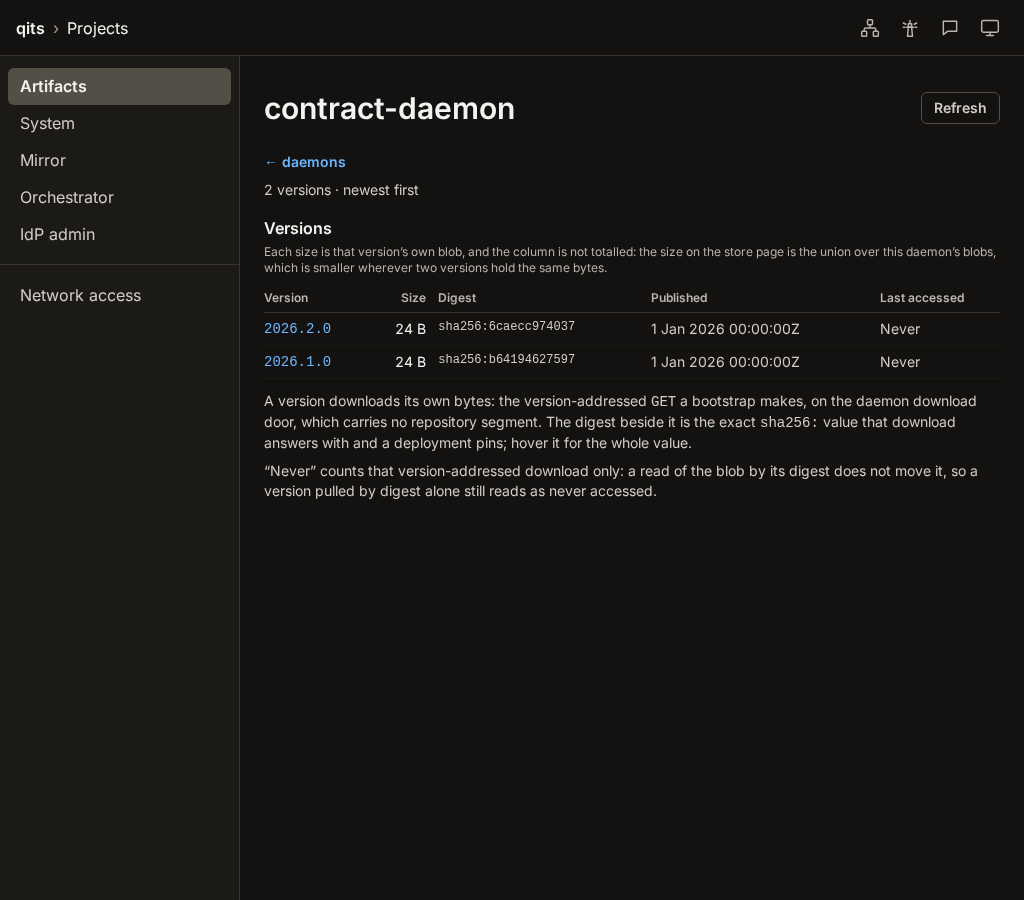 qits › Projects
Artifacts
System
Mirror
Orchestrator
IdP admin
Network access
contract-daemon
Refresh
← daemons
2 versions · newest first
Versions
Each size is that version’s own blob, and the column is not totalled: the size on the store page is the union over this daemon’s blobs,
which is smaller wherever two versions hold the same bytes.
Version Size Digest Published Last accessed
2026.2.0 24 B sha256:6caecc974037 1 Jan 2026 00:00:00Z Never
2026.1.0 24 B sha256:b64194627597 1 Jan 2026 00:00:00Z Never
A version downloads its own bytes: the version-addressed GET a bootstrap makes, on the daemon download
door, which carries no repository segment. The digest beside it is the exact sha256: value that download
answers with and a deployment pins; hover it for the whole value.
“Never” counts that version-addressed download only: a read of the blob by its digest does not move it, so a
version pulled by digest alone still reads as never accessed.